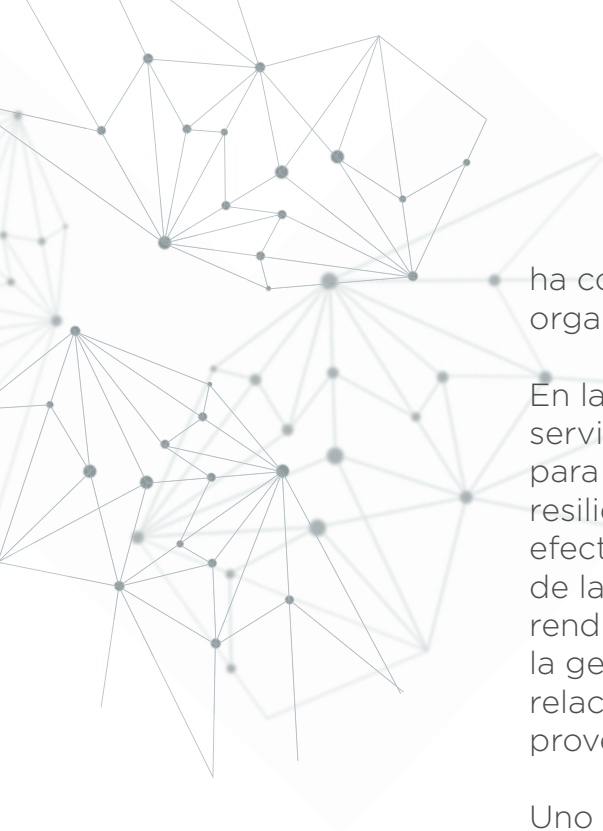 ha co
orga
En la
servi
para
resili
efect
de la
rend
la ge
relac
prove
Uno